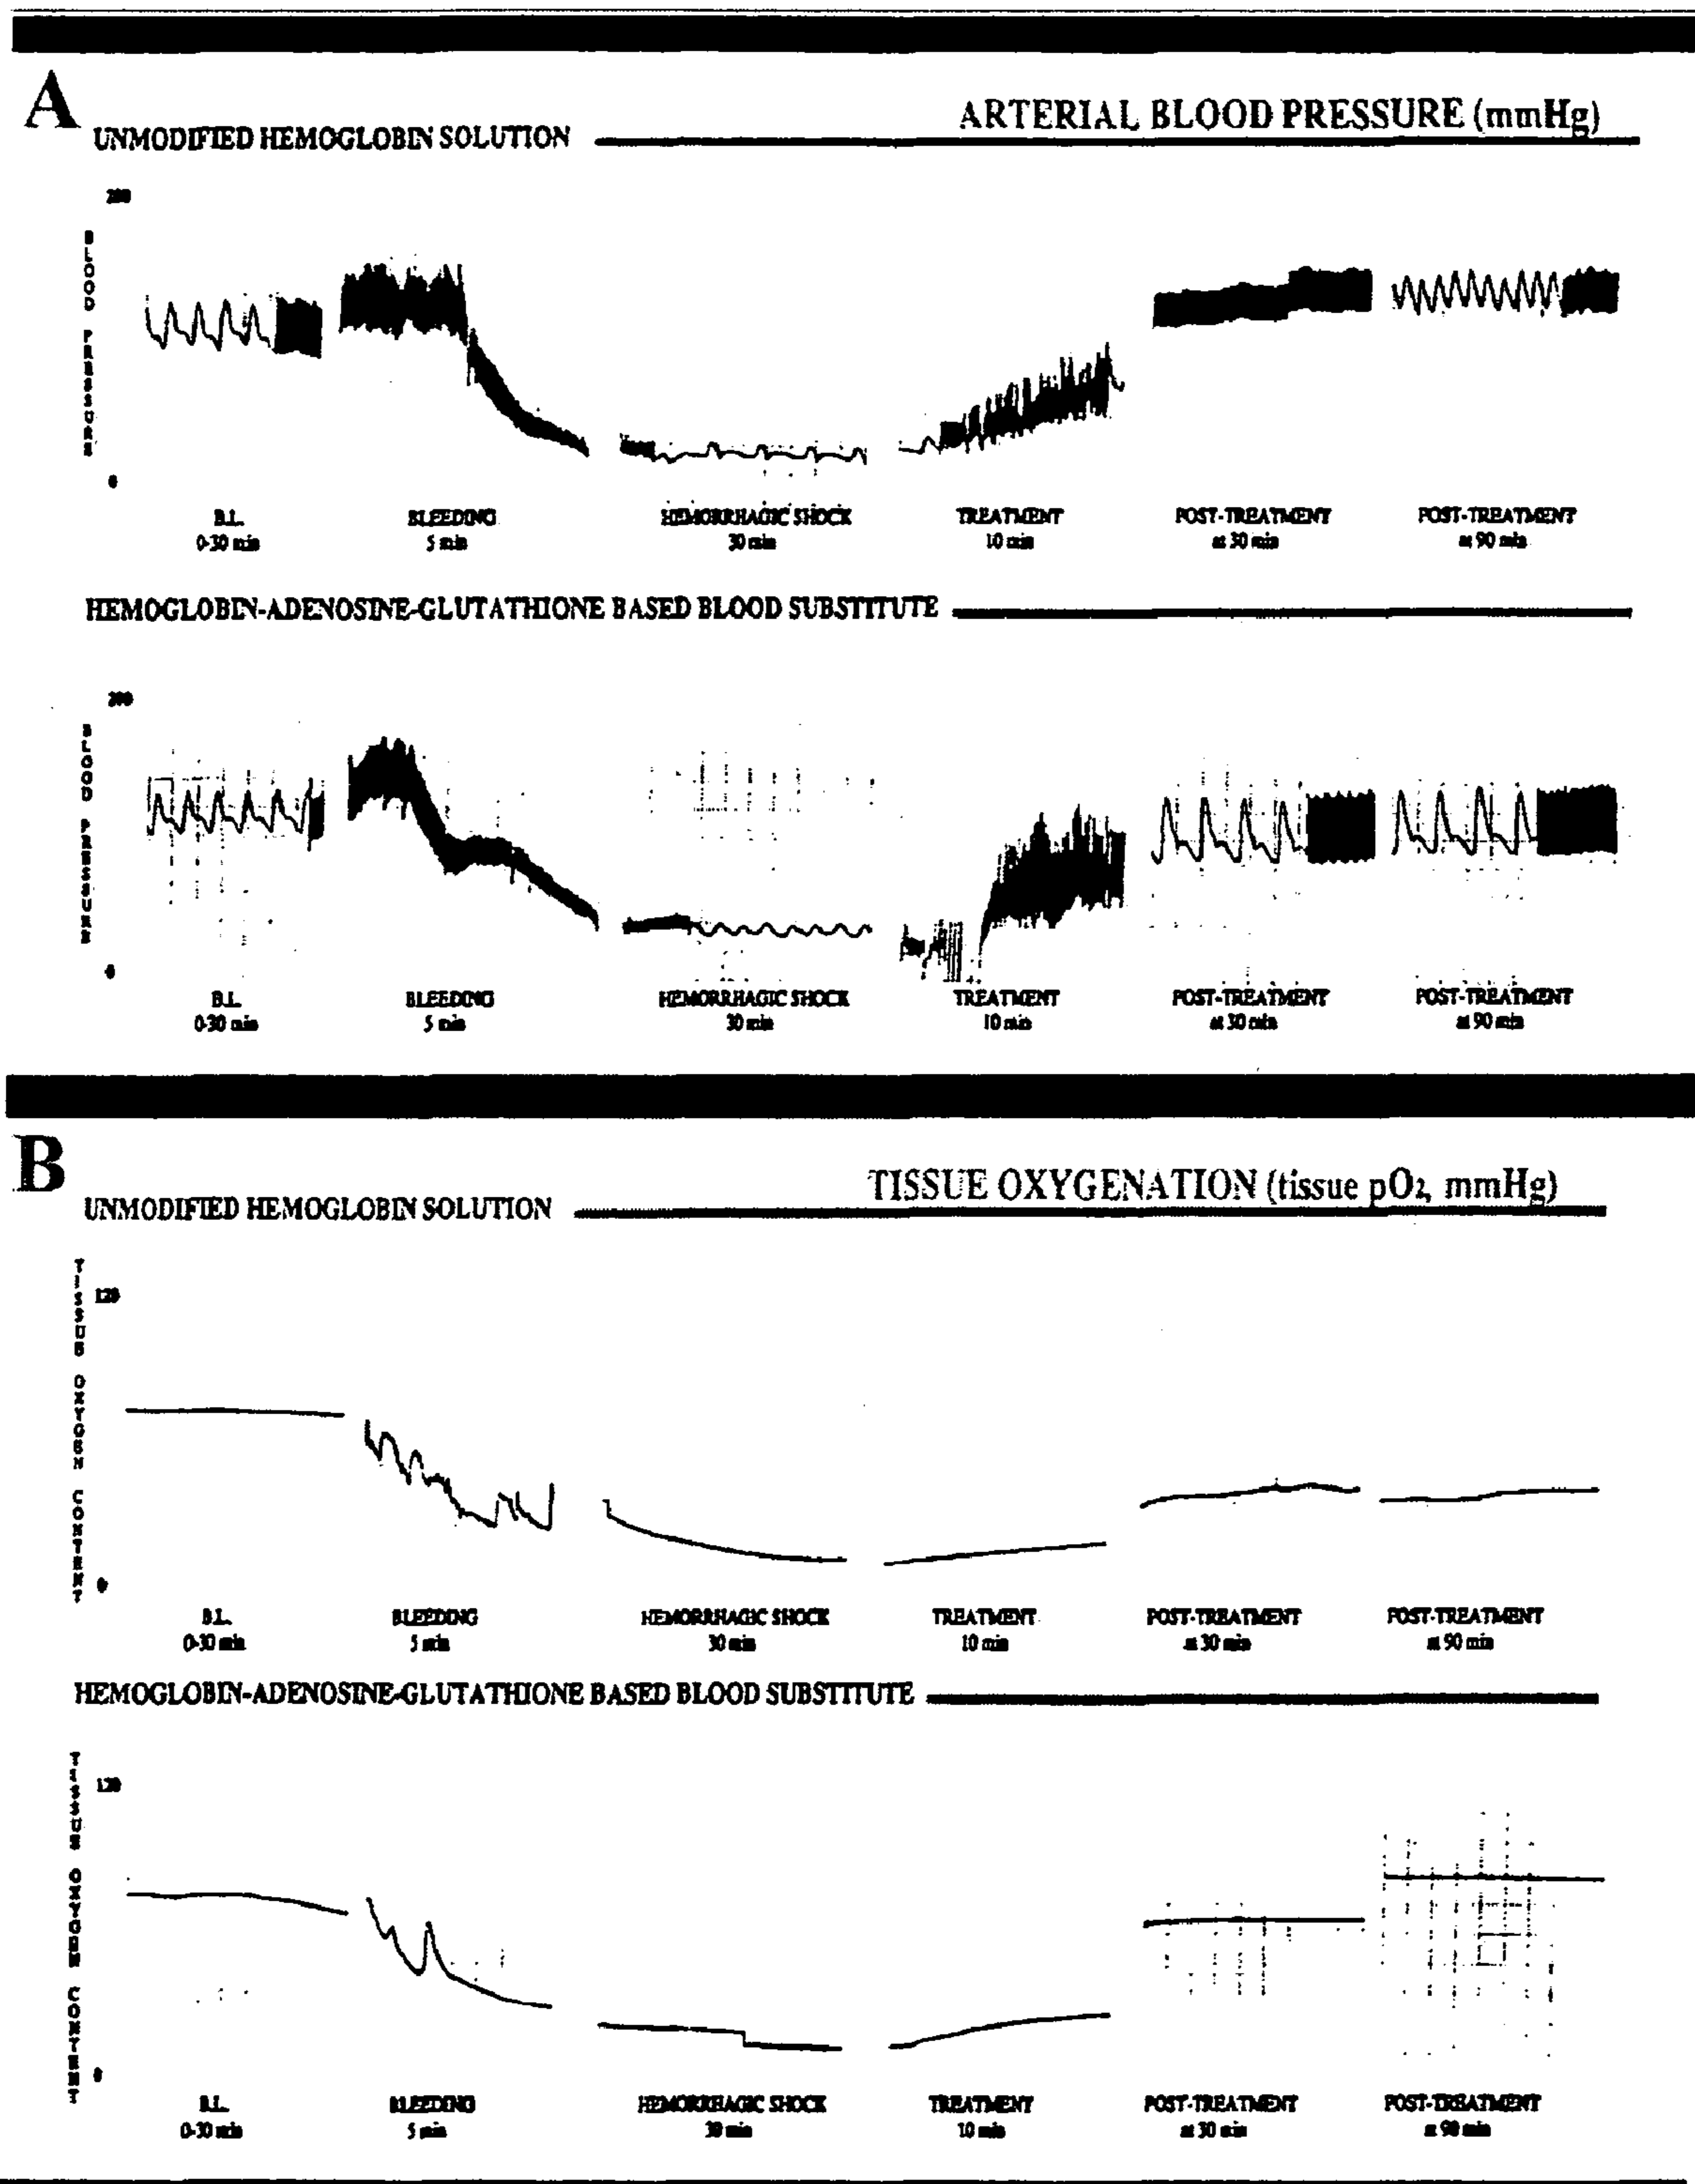 A
ARTERIAL BLOOD PRESSURE (mmHg)
UNMODIFIED HEMOGLOBIN SOLUTION
200
BLOOD PRESSURE
0
B.L. BLEEDING HEMORRHAGIC SHOCK TREATMENT POST-TREATMENT POST-TREATMENT
0-30 min 5 min 30 min 10 min at 30 min at 90 min
HEMOGLOBIN-ADENOSINE-GLUTATHIONE BASED BLOOD SUBSTITUTE
200
BLOOD PRESSURE
0
B.L. BLEEDING HEMORRHAGIC SHOCK TREATMENT POST-TREATMENT POST-TREATMENT
0-30 min 5 min 30 min 10 min at 30 min at 90 min
B
TISSUE OXYGENATION (tissue pO₂, mmHg)
UNMODIFIED HEMOGLOBIN SOLUTION
120
TISSUE OXYGEN CONTENT
0
B.L. BLEEDING HEMORRHAGIC SHOCK TREATMENT POST-TREATMENT POST-TREATMENT
0-30 min 5 min 30 min 10 min at 30 min at 90 min
HEMOGLOBIN-ADENOSINE-GLUTATHIONE BASED BLOOD SUBSTITUTE
120
TISSUE OXYGEN CONTENT
0
B.L. BLEEDING HEMORRHAGIC SHOCK TREATMENT POST-TREATMENT POST-TREATMENT
0-30 min 5 min 30 min 10 min at 30 min at 90 min